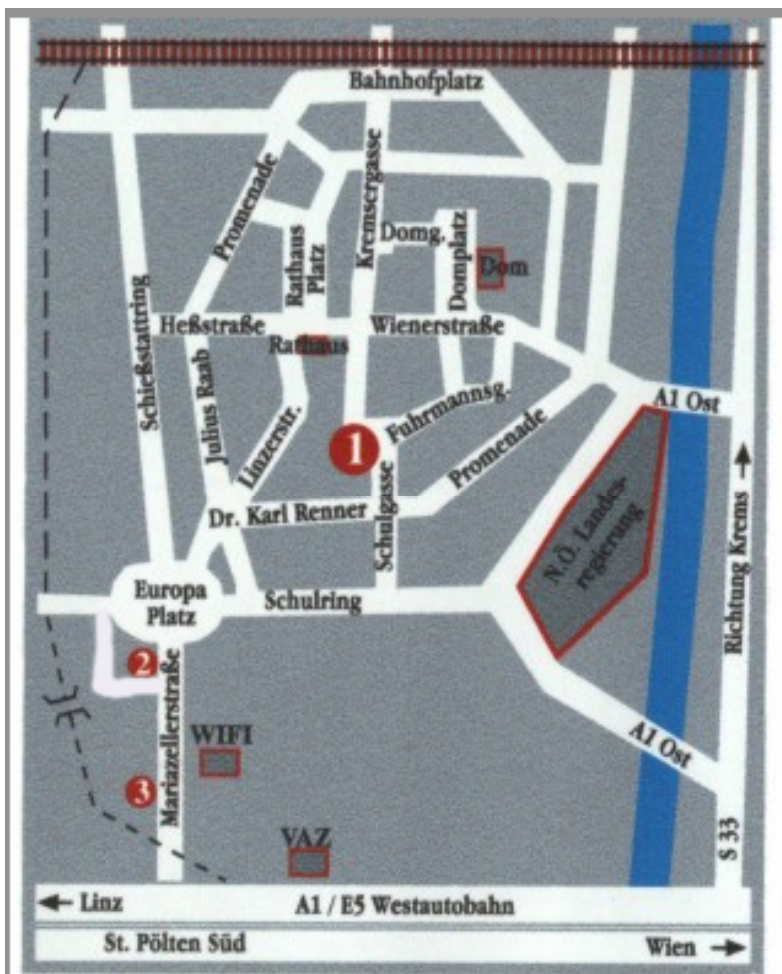 Bahnhofplatz
Promenade
Kremsergasse
Rathaus
Platz
Domg.
Domplatz
Dom
Schießstattring
Heßstraße
Wienerstraße
Rathaus
Julius Raab
Linzerstr.
1
Fuhrmannsg.
Promenade
A1 Ost
Dr. Karl Renner
Schulgasse
N.Ö. Landes-
regierung
Richtung Krems
Europa
Platz
Schulring
2
Mariazellerstraße
WIFI
3
A1 Ost
VAZ
S 33
Linz
A1 / E5 Westautobahn
St. Pölten Süd
Wien